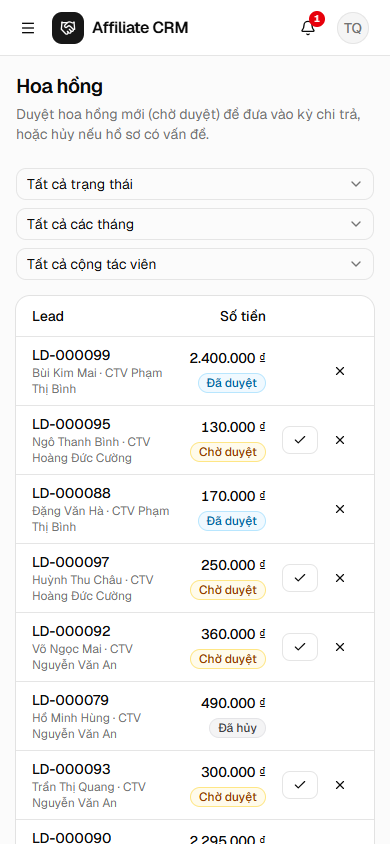 Affiliate CRM
1
TQ
Hoa hồng
Duyệt hoa hồng mới (chờ duyệt) để đưa vào kỳ chi trả,
hoặc hủy nếu hồ sơ có vấn đề.
Tất cả trạng thái
Tất cả các tháng
Tất cả cộng tác viên
Lead Số tiền
LD-000099 2.400.000 ₫
Bùi Kim Mai · CTV Phạm
Thị Bình
Đã duyệt
LD-000095 130.000 ₫
Ngô Thanh Bình · CTV
Hoàng Đức Cường
Chờ duyệt
LD-000088 170.000 ₫
Đặng Văn Hà · CTV Phạm
Thị Bình
Đã duyệt
LD-000097 250.000 ₫
Huỳnh Thu Châu · CTV
Hoàng Đức Cường
Chờ duyệt
LD-000092 360.000 ₫
Võ Ngọc Mai · CTV
Nguyễn Văn An
Chờ duyệt
LD-000079 490.000 ₫
Hồ Minh Hùng · CTV
Nguyễn Văn An
Đã hủy
LD-000093 300.000 ₫
Trần Thị Quang · CTV
Nguyễn Văn An
Chờ duyệt
LD-000090 2.295.000 ₫